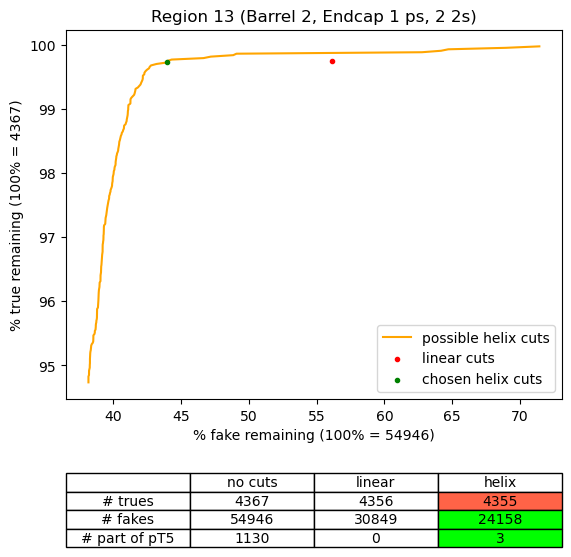 Region 13 (Barrel 2, Endcap 1 ps, 2 2s)
% true remaining (100% = 4367)
100
99
98
97
96
95
possible helix cuts
linear cuts
chosen helix cuts
40 45 50 55 60 65 70
% fake remaining (100% = 54946)
no cuts linear helix
# trues 4367 4356 4355
# fakes 54946 30849 24158
# part of pT5 1130 0 3